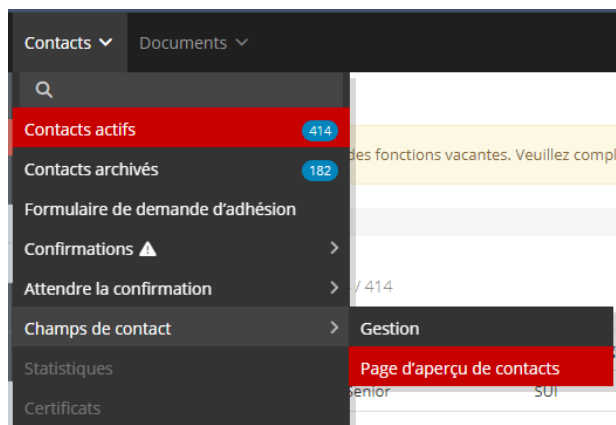 Contacts Documents
Contacts actifs 414
des fonctions vacantes. Veuillez compl
Contacts archivés 182
Formulaire de demande d'adhésion
Confirmations
Attendre la confirmation / 414
Champs de contact Gestion
Statistiques Page d'aperçu de contacts
Senior SUI
Certificats